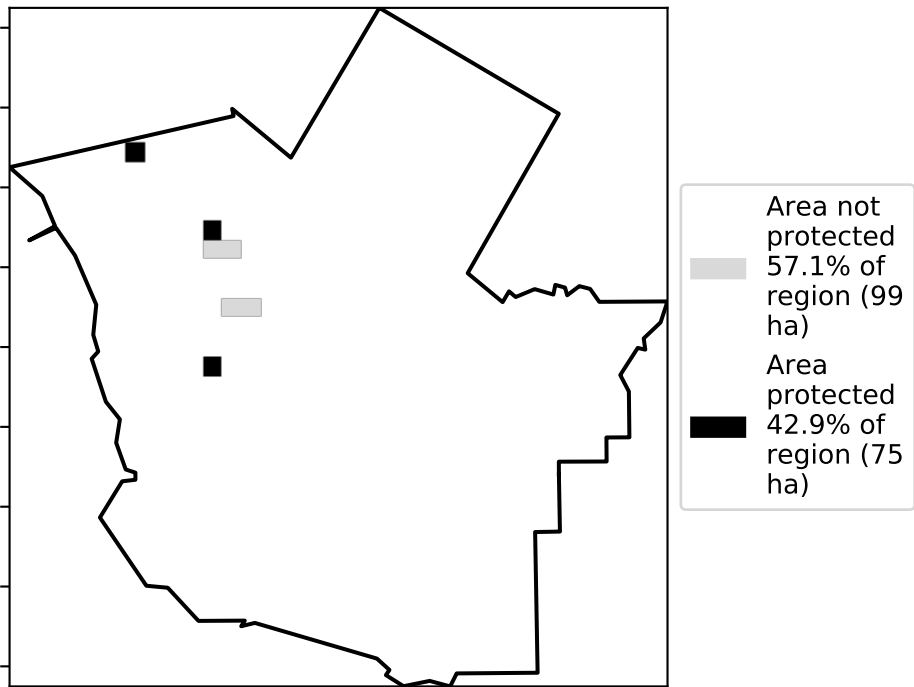 Area not
protected
57.1% of
region (99
ha)
Area
protected
42.9% of
region (75
ha)